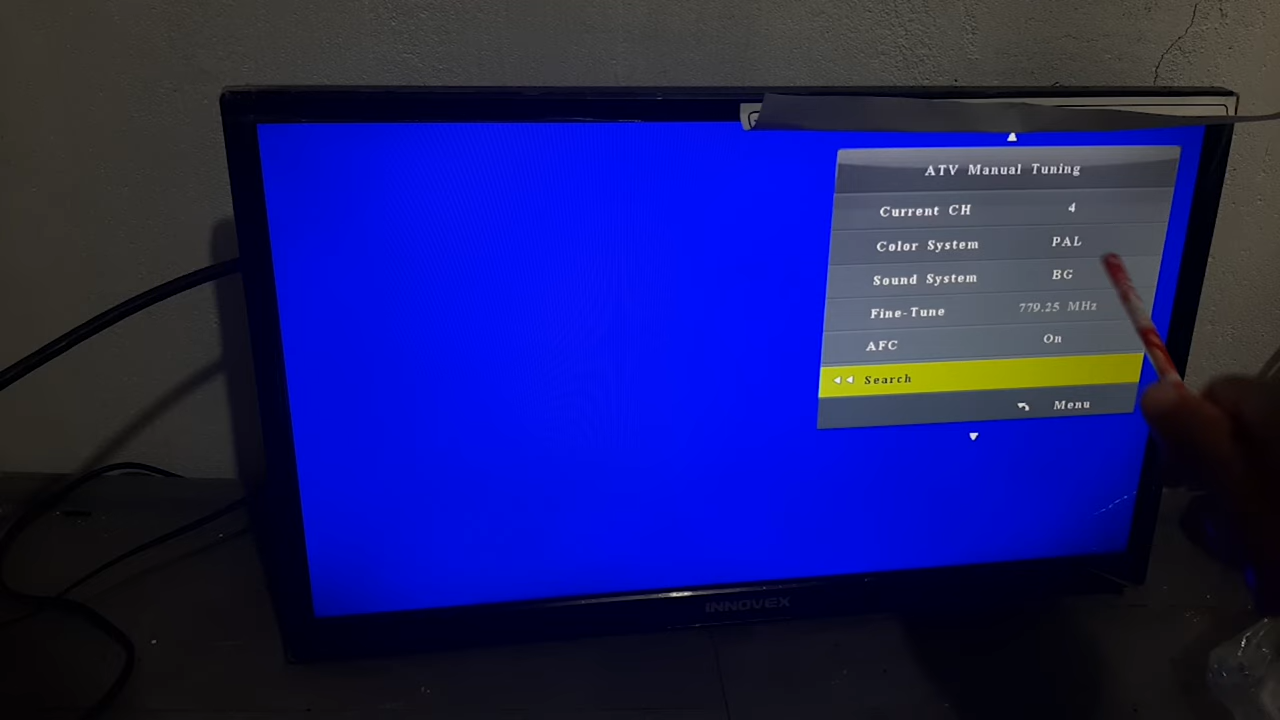 ATV Manual Tuning
Current CH 4
Color System PAL
Sound System BG
Fine-Tune 779.25 MHz
AFC On
Search
Menu
INNOVEX